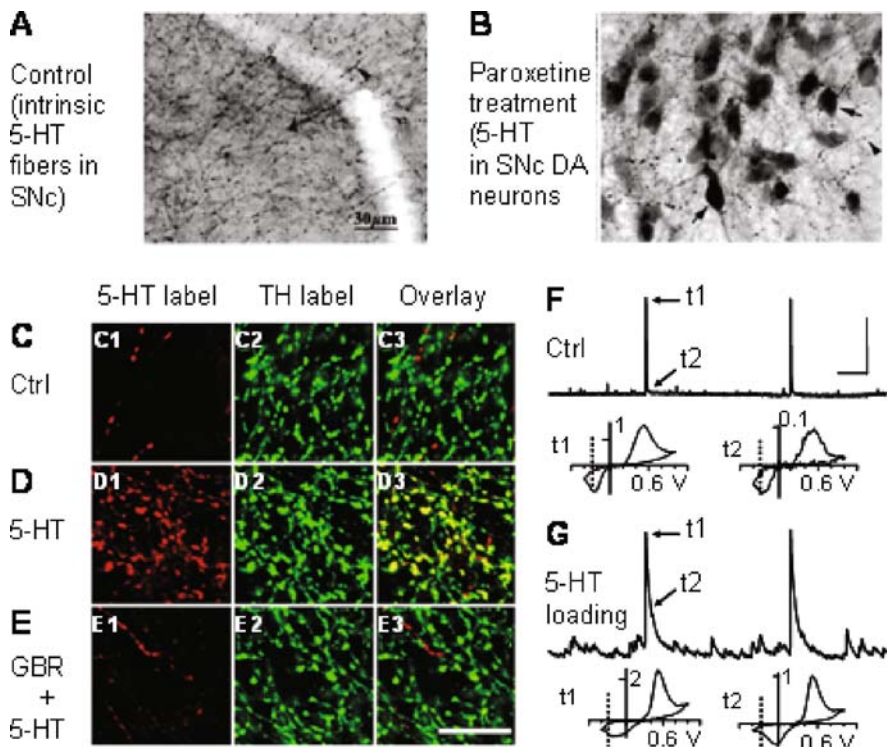 A
Control
(intrinsic
5-HT
fibers in
SNc)
30µm
B
Paroxetine
treatment
(5-HT
in SNc DA
neurons
5-HT label TH label Overlay
C
Ctrl
C1 C2 C3
D
5-HT
D1 D2 D3
E
GBR
+
5-HT
E1 E2 E3
F
Ctrl
t1
t2
t1
1
0.6 V
t2
0.1
0.6 V
G
5-HT
loading
t1
t2
t1
2
0.6 V
t2
1
0.6 V